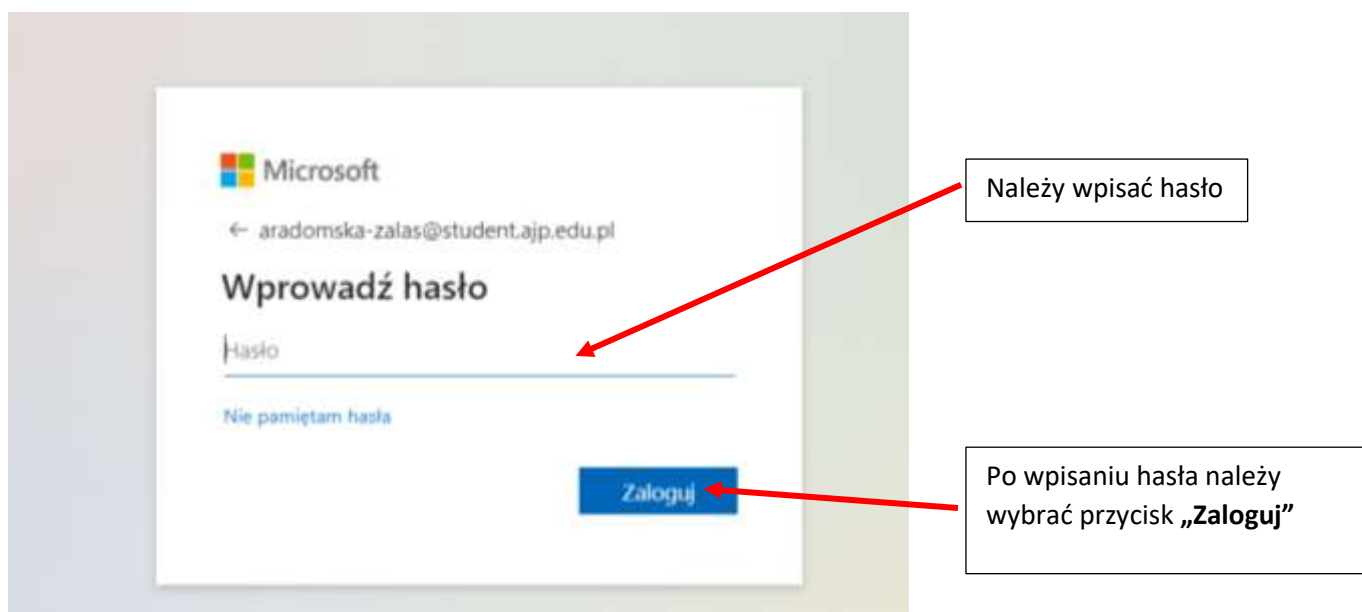 Microsoft
← aradomska-zalas@student.ajp.edu.pl
Wprowadź hasło
Hasło
Nie pamiętam hasła
Zaloguj
Należy wpisać hasło
Po wpisaniu hasła należy
wybrać przycisk „Zaloguj”